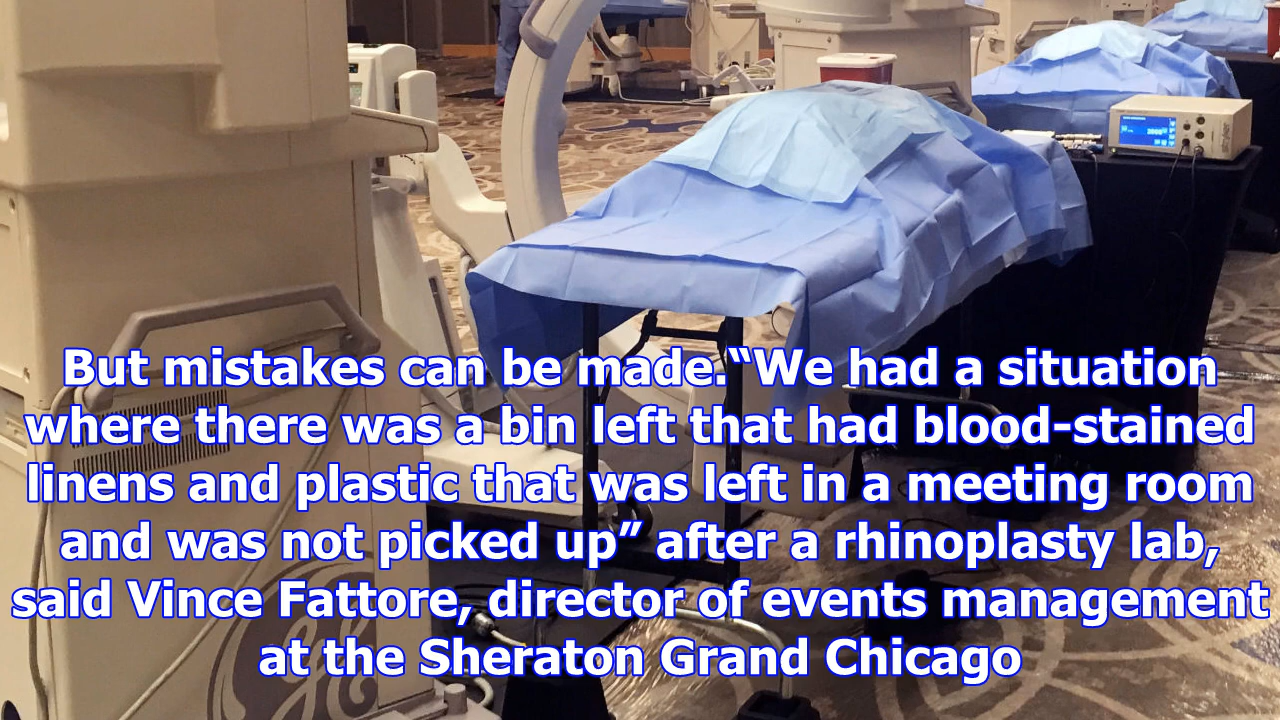 But mistakes can be made.“We had a situation
where there was a bin left that had blood-stained
linens and plastic that was left in a meeting room
and was not picked up” after a rhinoplasty lab,
said Vince Fattore, director of events management
at the Sheraton Grand Chicago